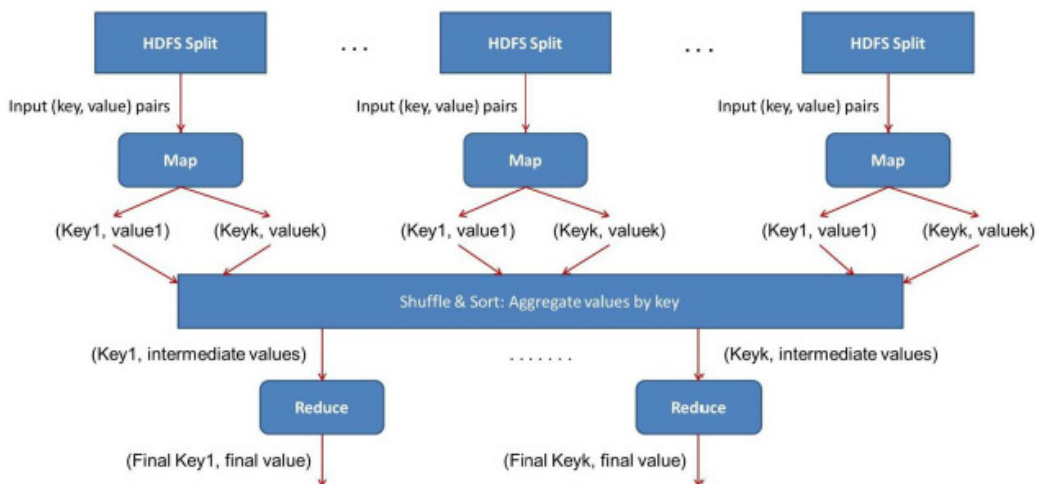 HDFS Split
. . .
HDFS Split
. . .
HDFS Split
Input (key, value) pairs
Input (key, value) pairs
Input (key, value) pairs
Map
Map
Map
(Key1, value1)
(Keyk, valuek)
(Key1, value1)
(Keyk, valuek)
(Key1, value1)
(Keyk, valuek)
Shuffle & Sort: Aggregate values by key
(Key1, intermediate values)
. . . . . . .
(Keyk, intermediate values)
Reduce
Reduce
(Final Key1, final value)
(Final Keyk, final value)